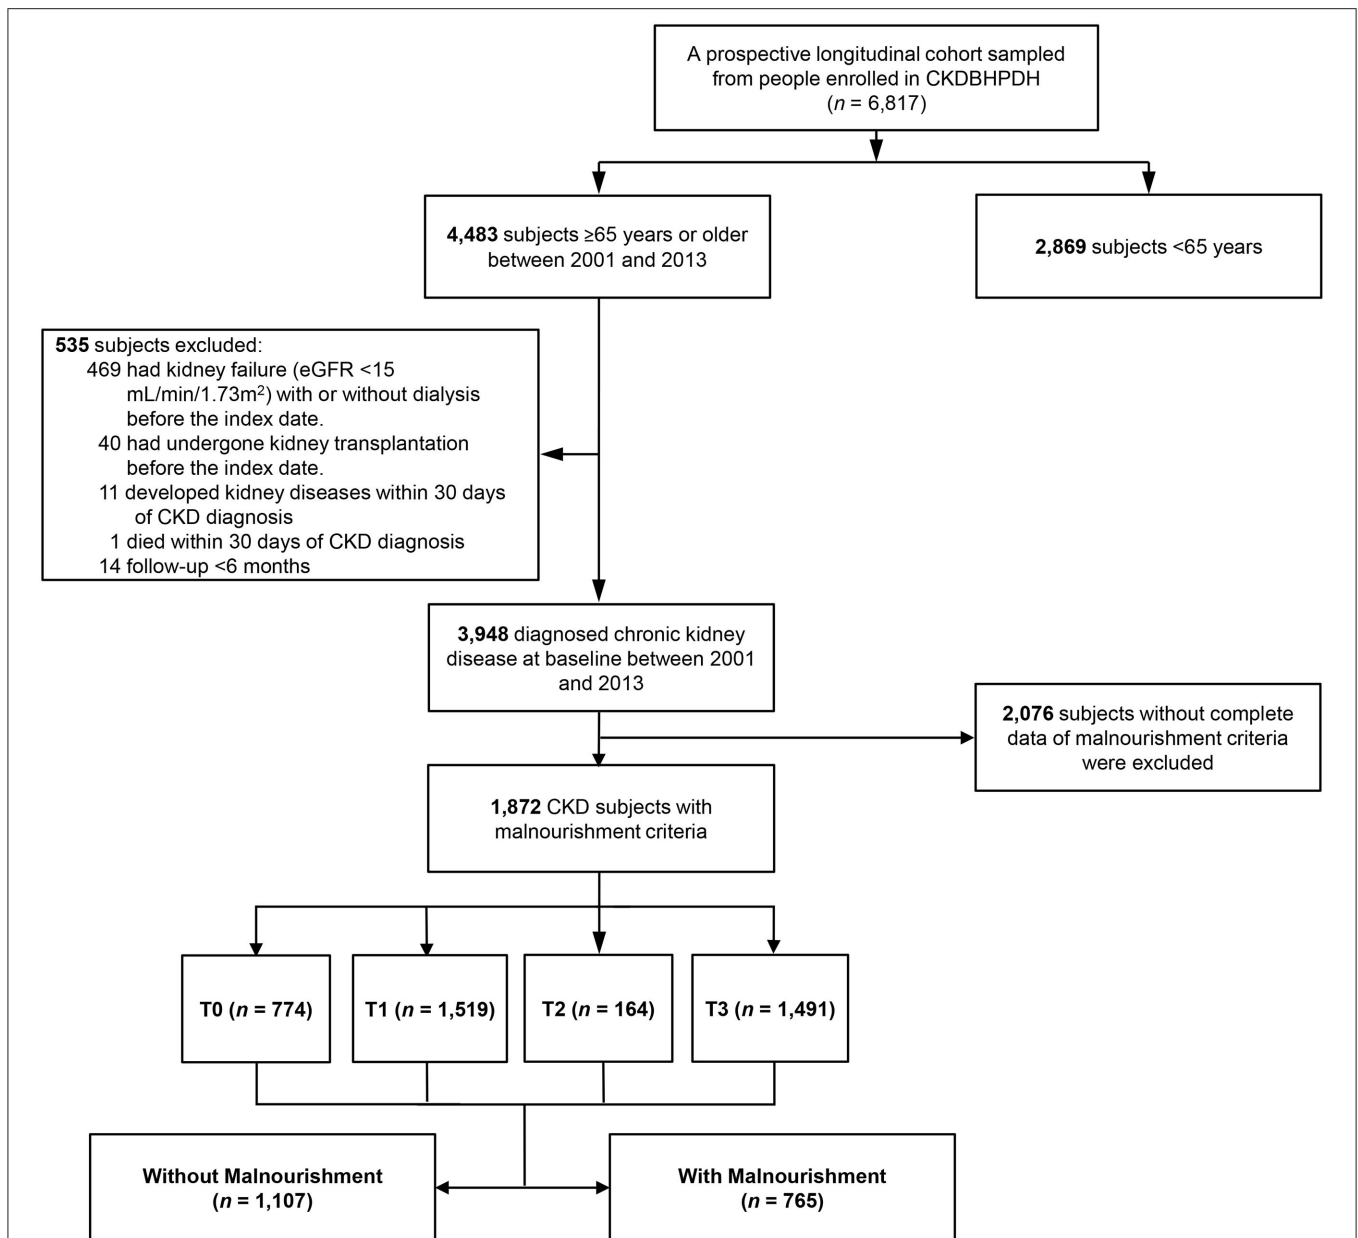 A prospective longitudinal cohort sampled
from people enrolled in CKDBHPDH
(n = 6,817)
4,483 subjects ≥65 years or older
between 2001 and 2013
2,869 subjects <65 years
535 subjects excluded:
469 had kidney failure (eGFR <15
mL/min/1.73m²) with or without dialysis
before the index date.
40 had undergone kidney transplantation
before the index date.
11 developed kidney diseases within 30 days
of CKD diagnosis
1 died within 30 days of CKD diagnosis
14 follow-up <6 months
3,948 diagnosed chronic kidney
disease at baseline between 2001
and 2013
2,076 subjects without complete
data of malnourishment criteria
were excluded
1,872 CKD subjects with
malnourishment criteria
T0 (n = 774)
T1 (n = 1,519)
T2 (n = 164)
T3 (n = 1,491)
Without Malnourishment
(n = 1,107)
With Malnourishment
(n = 765)